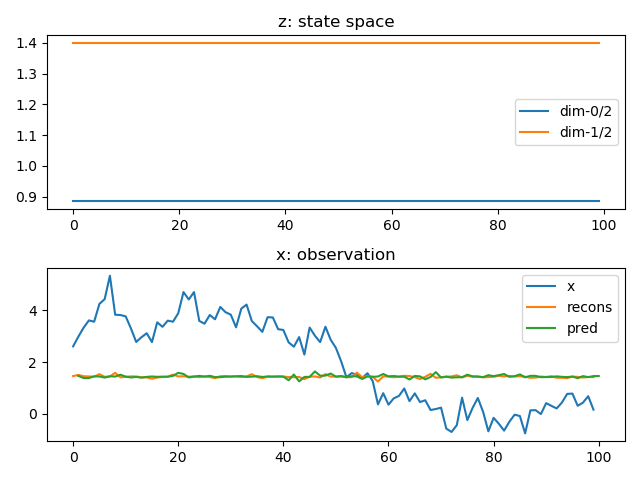 z: state space
1.4
1.3
1.2
1.1
1.0
0.9
dim-0/2
dim-1/2
0 20 40 60 80 100
x: observation
4
2
0
x
recons
pred
0 20 40 60 80 100